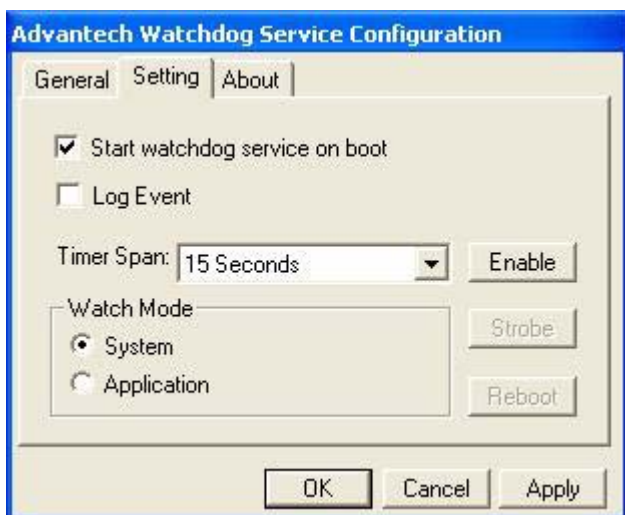 Advantech Watchdog Service Configuration
General Setting About
Start watchdog service on boot
Log Event
Timer Span: 15 Seconds Enable
Watch Mode
System
Application
Strobe
Reboot
OK Cancel Apply